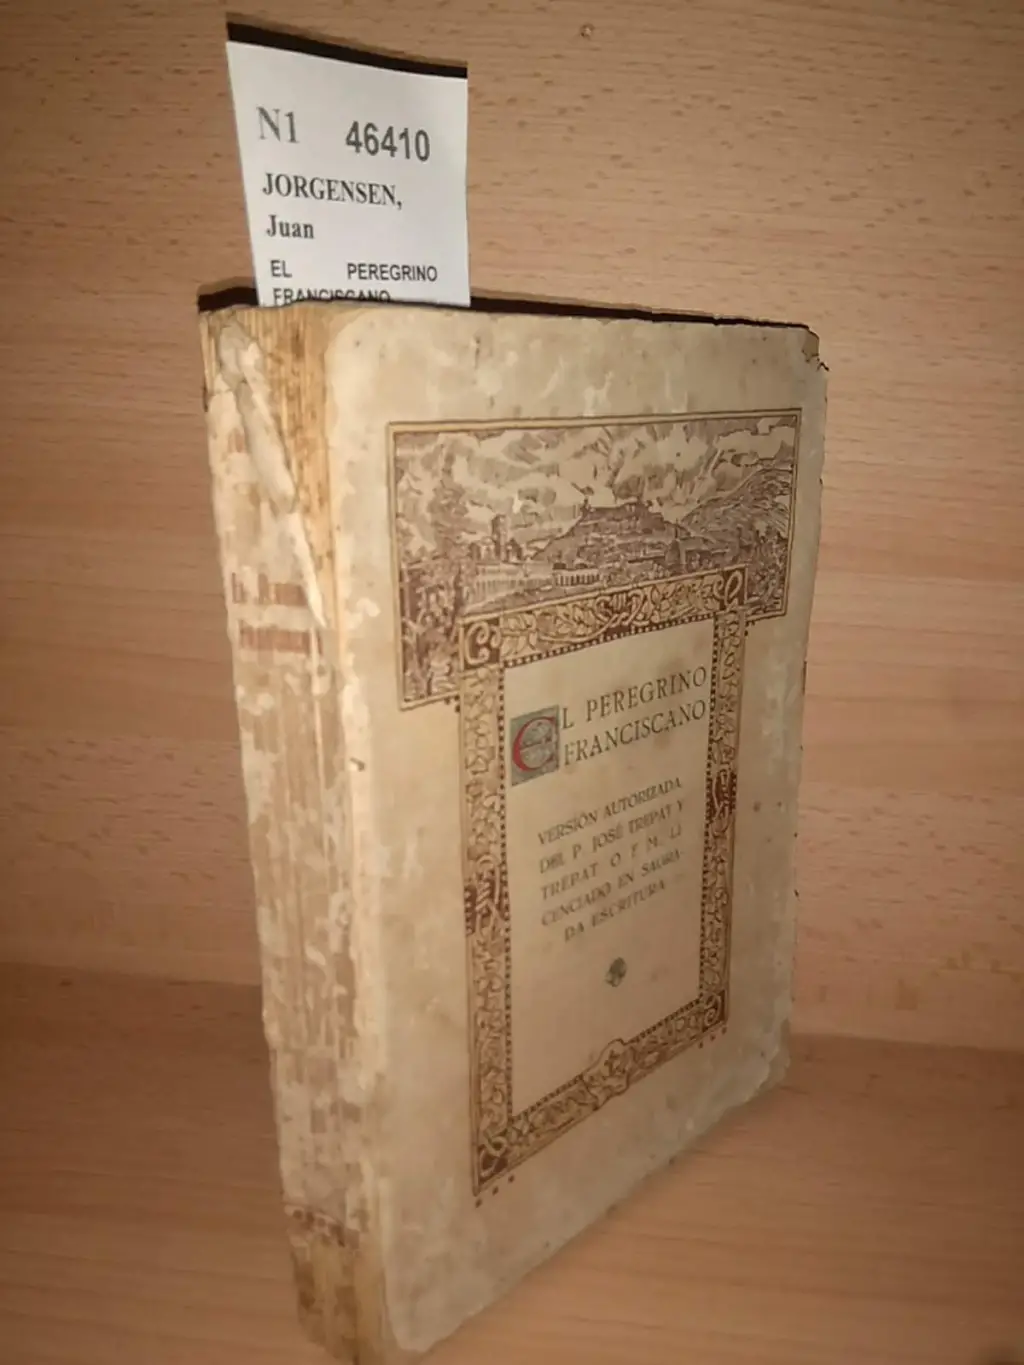 N1 46410
JORGENSEN,
Juan
EL PEREGRINO
FRANCISCANO
EL PEREGRINO
FRANCISCANO
VERSIÓN AUTORIZADA
DEL P. JOSÉ TREPAT Y
TREPAT O F M. LI
CENCIADO EN SAGRA-
DA ESCRITURA